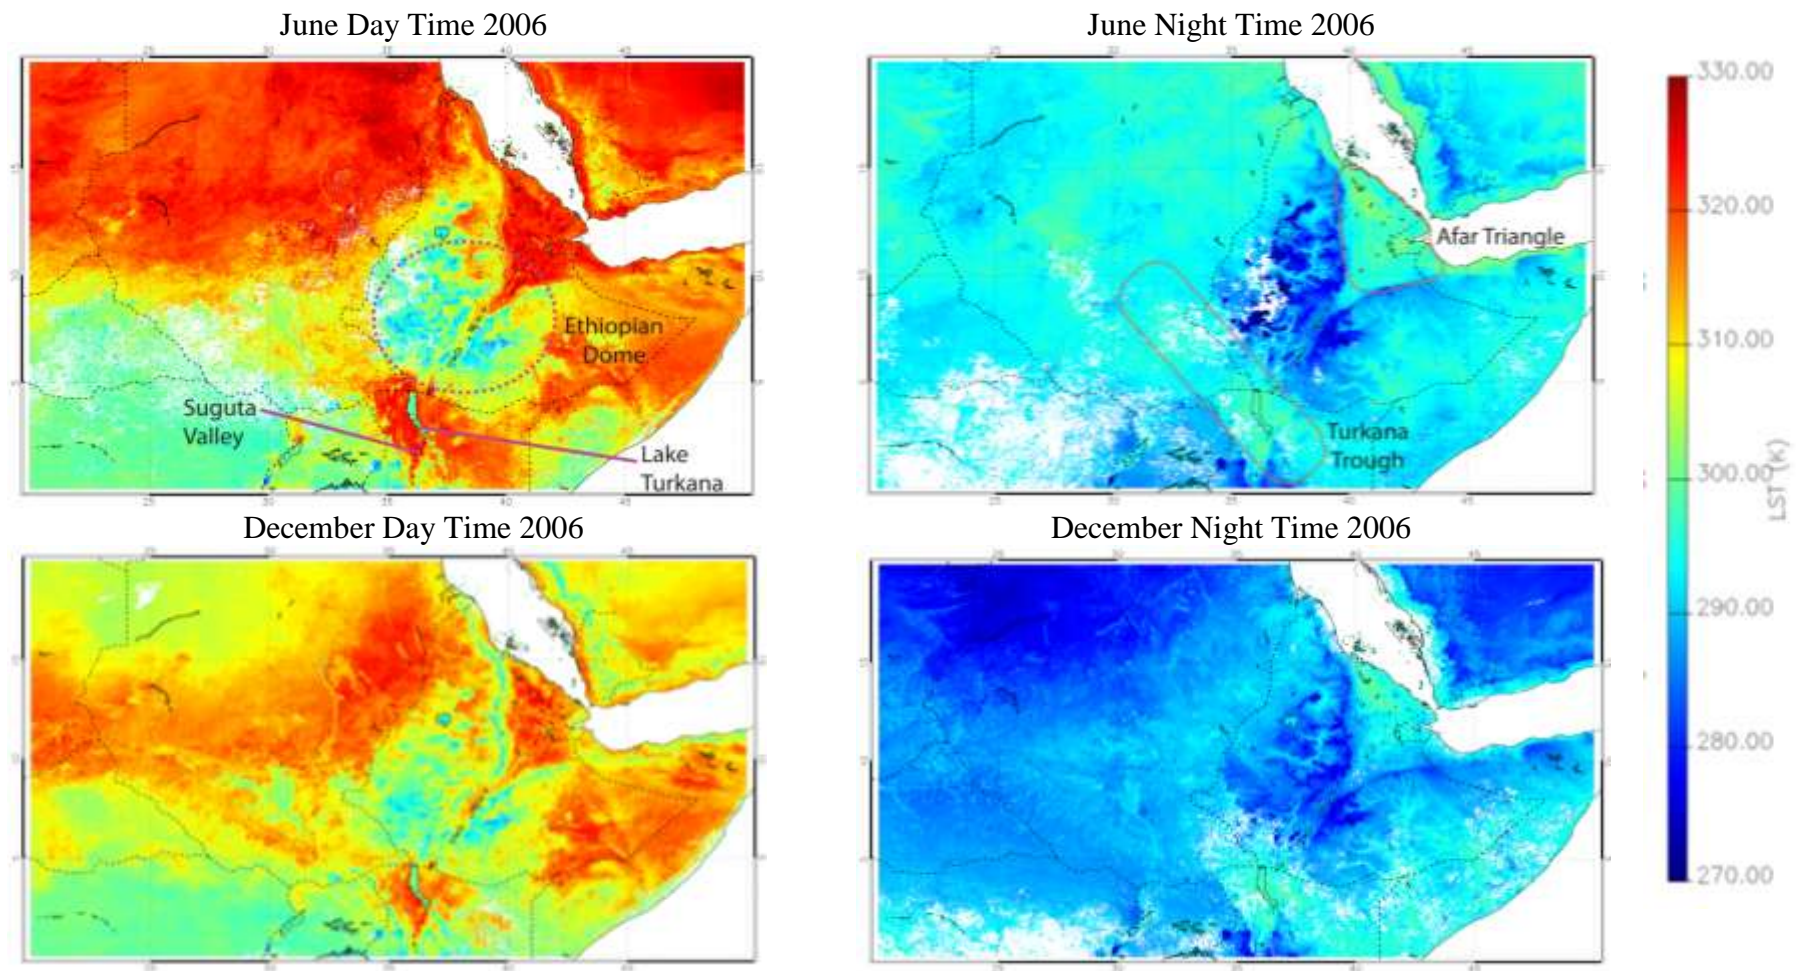 June Day Time 2006
June Night Time 2006
330.00
320.00
310.00
300.00
290.00
280.00
270.00
LST (K)
Ethiopian
Dome
Suguta
Valley
Lake
Turkana
Afar Triangle
Turkana
Trough
December Day Time 2006
December Night Time 2006